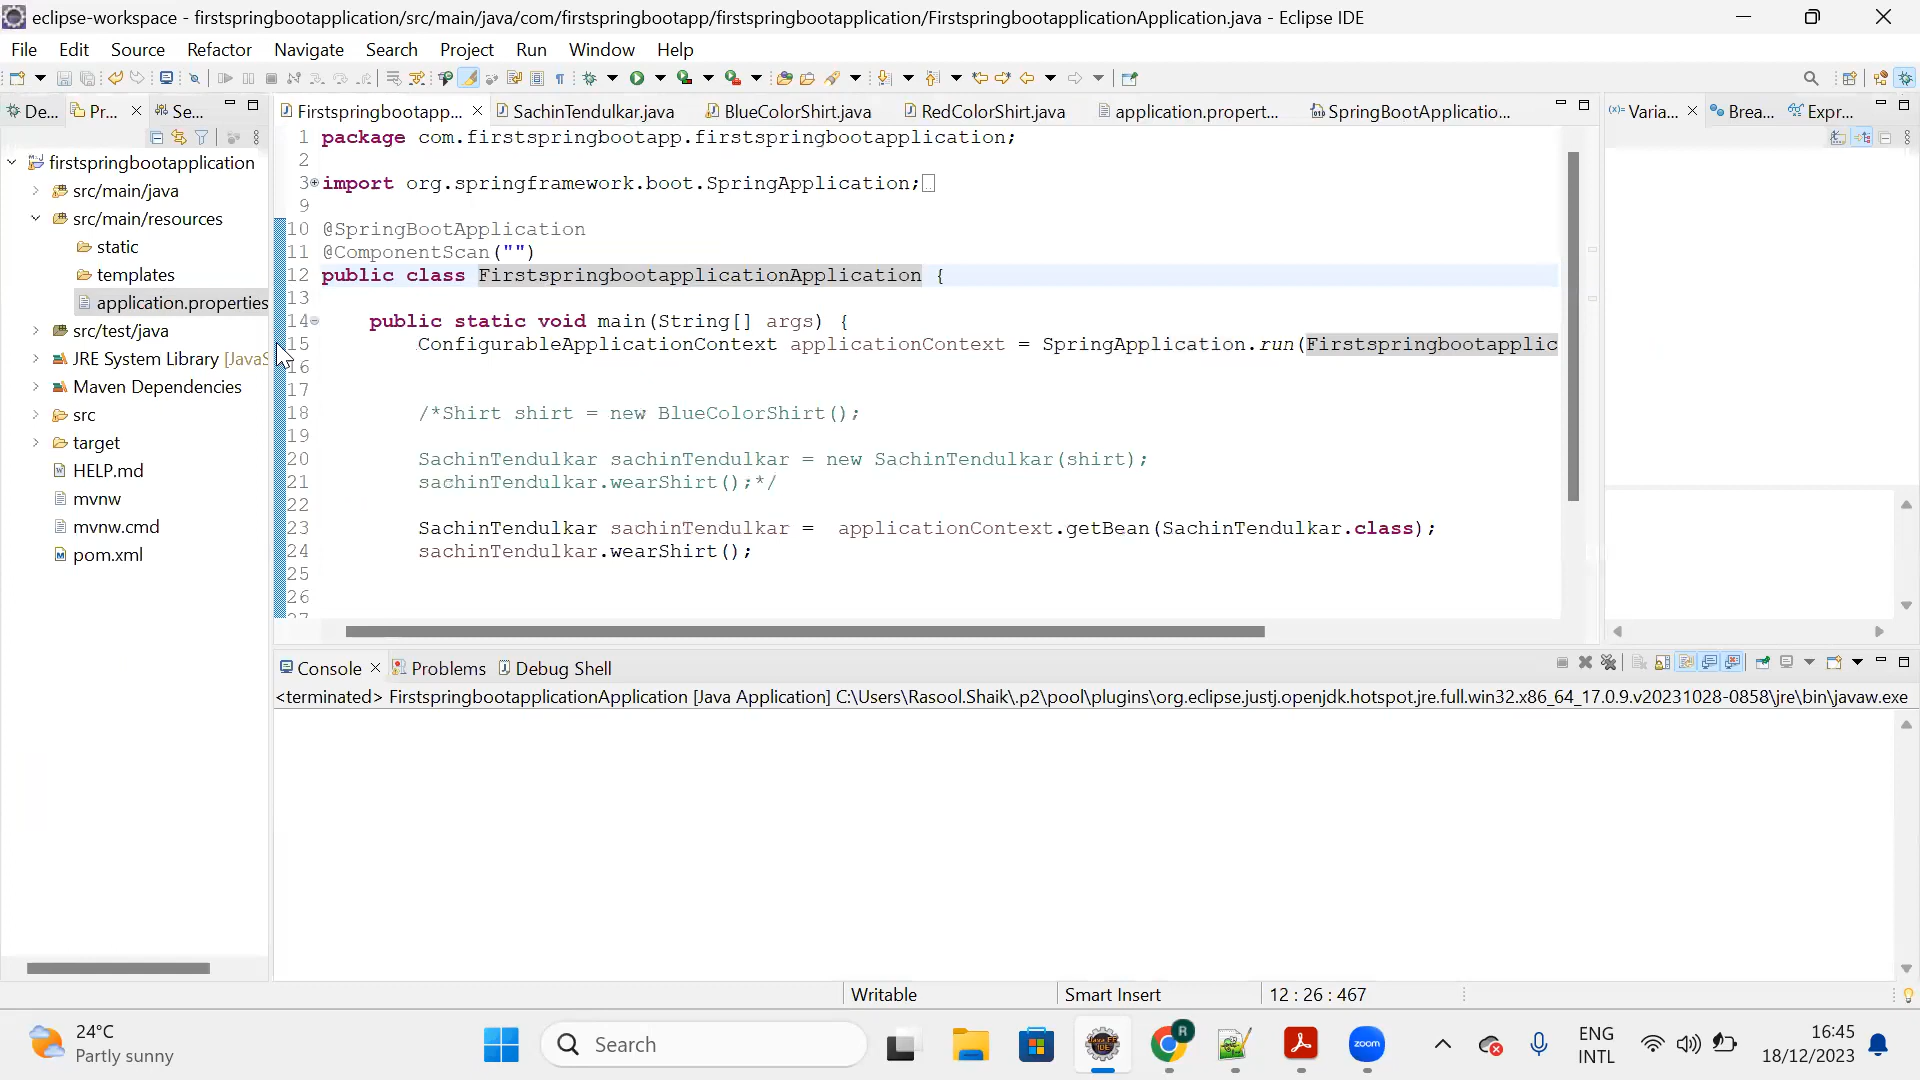 eclipse-workspace - firstspringbootapplication/src/main/java/com/firstspringbootapp/firstspringbootapplication/FirstspringbootapplicationApplication.java - Eclipse IDE
File Edit Source Refactor Navigate Search Project Run Window Help
De... Pr... Se...
Firstspringbootapp... SachinTendulkar.java BlueColorShirt.java RedColorShirt.java application.propert... SpringBootApplicatio...
(x)= Varia... Brea... Expr...
firstspringbootapplication
src/main/java
src/main/resources
static
templates
application.properties
src/test/java
JRE System Library [JavaS
Maven Dependencies
src
target
HELP.md
mvnw
mvnw.cmd
pom.xml
1 package com.firstspringbootapp.firstspringbootapplication;
2
3 import org.springframework.boot.SpringApplication;
9
10 @SpringBootApplication
11 @ComponentScan("")
12 public class FirstspringbootapplicationApplication {
13
14 public static void main(String[] args) {
15 ConfigurableApplicationContext applicationContext = SpringApplication.run(Firstspringbootapplic
16
17
18 /*Shirt shirt = new BlueColorShirt();
19
20 SachinTendulkar sachinTendulkar = new SachinTendulkar(shirt);
21 sachinTendulkar.wearShirt();*/
22
23 SachinTendulkar sachinTendulkar = applicationContext.getBean(SachinTendulkar.class);
24 sachinTendulkar.wearShirt();
25
26
27
Console Problems Debug Shell
<terminated> FirstspringbootapplicationApplication [Java Application] C:\Users\Rasool.Shaik\.p2\pool\plugins\org.eclipse.justj.openjdk.hotspot.jre.full.win32.x86_64_17.0.9.v20231028-0858\jre\bin\javaw.exe
Writable Smart Insert 12 : 26 : 467
24°C
Partly sunny
Search
R
Java EE
IDE
zoom
ENG
INTL
16:45
18/12/2023